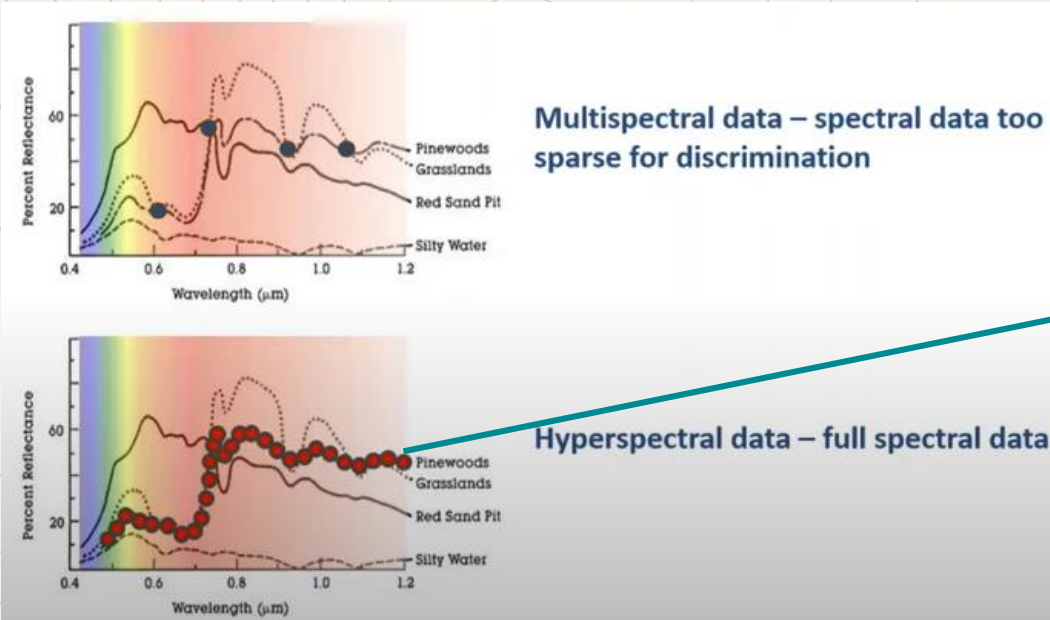 Percent Reflectance
60
20
0.4 0.6 0.8 1.0 1.2
Wavelength (μm)
Pinewoods
Grasslands
Red Sand Pit
Silty Water
Multispectral data – spectral data too
sparse for discrimination
Percent Reflectance
60
20
0.4 0.6 0.8 1.0 1.2
Wavelength (μm)
Pinewoods
Grasslands
Red Sand Pit
Silty Water
Hyperspectral data – full spectral data